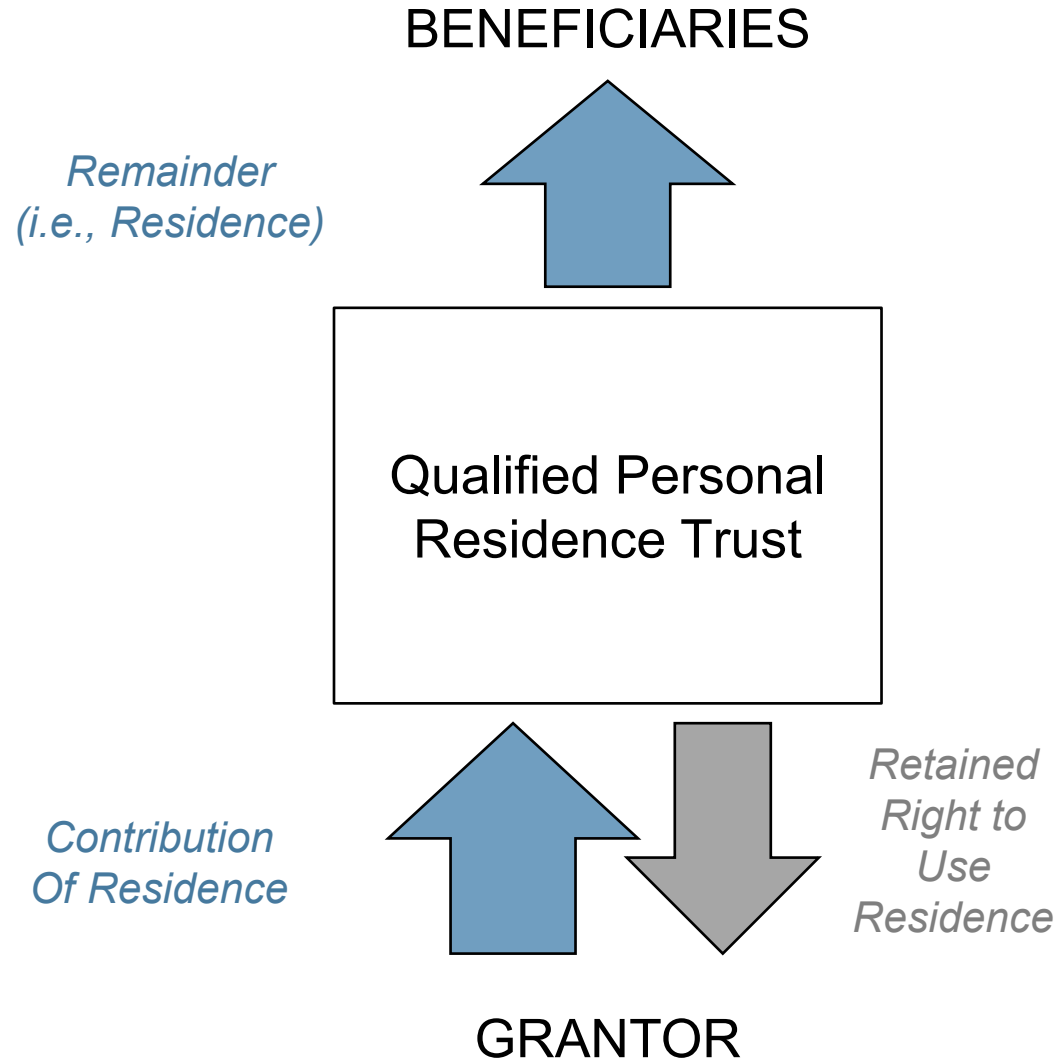 BENEFICIARIES
Remainder
(i.e., Residence)
Qualified Personal
Residence Trust
Contribution
Of Residence
Retained
Right to
Use
Residence
GRANTOR